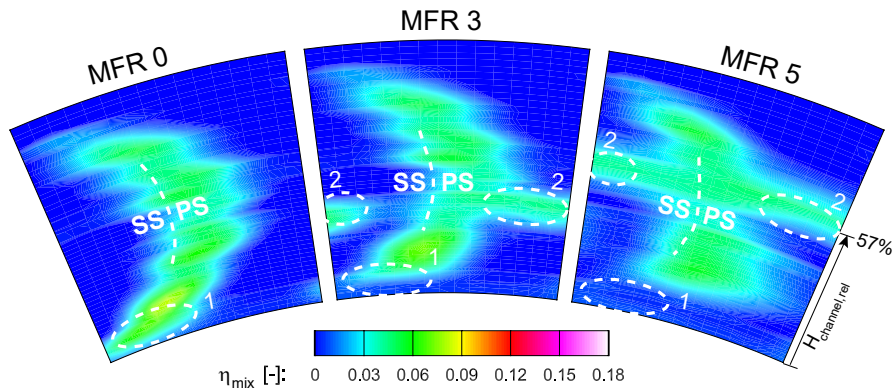 MFR 0
MFR 3
MFR 5
SS PS
1
2
SS PS
2
1
2
SS PS
2
1
57%
H_channel,rel
η_mix [-]:
0 0.03 0.06 0.09 0.12 0.15 0.18